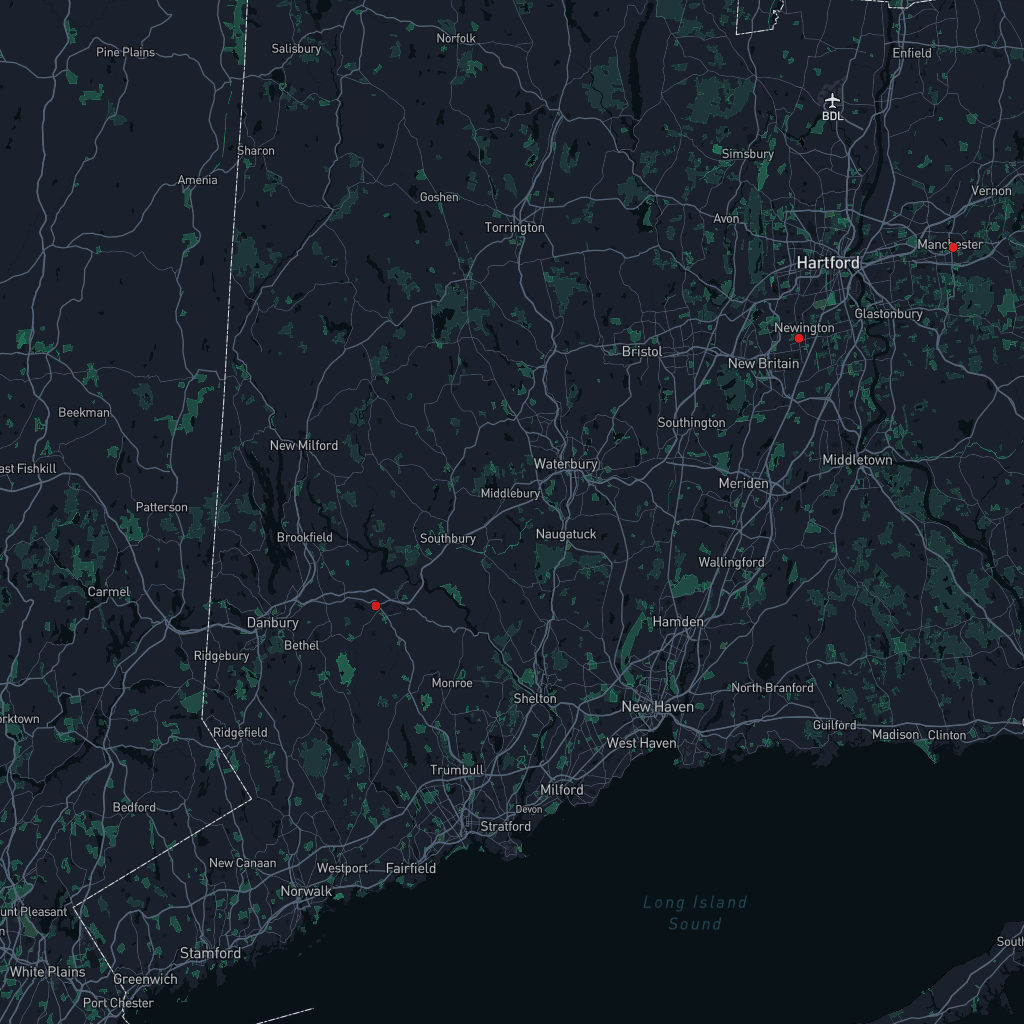 Norfolk
Salisbury
Pine Plains
Enfield
BDL
Simsbury
Sharon
Amenia
Vernon
Goshen
Avon
Torrington
Manchester
Hartford
Glastonbury
Newington
Bristol
New Britain
Beekman
Southington
New Milford
Middletown
Waterbury
ast Fishkill
Meriden
Middlebury
Patterson
Naugatuck
Brookfield
Southbury
Wallingford
Carmel
Danbury
Hamden
Bethel
Ridgebury
Monroe
North Branford
Shelton
New Haven
orktown
Guilford
Ridgefield
Madison
Clinton
West Haven
Trumbull
Milford
Bedford
Devon
Stratford
New Canaan
Westport
Fairfield
Norwalk
Long Island
Sound
unt Pleasant
n
South
Stamford
White Plains
Greenwich
Port Chester